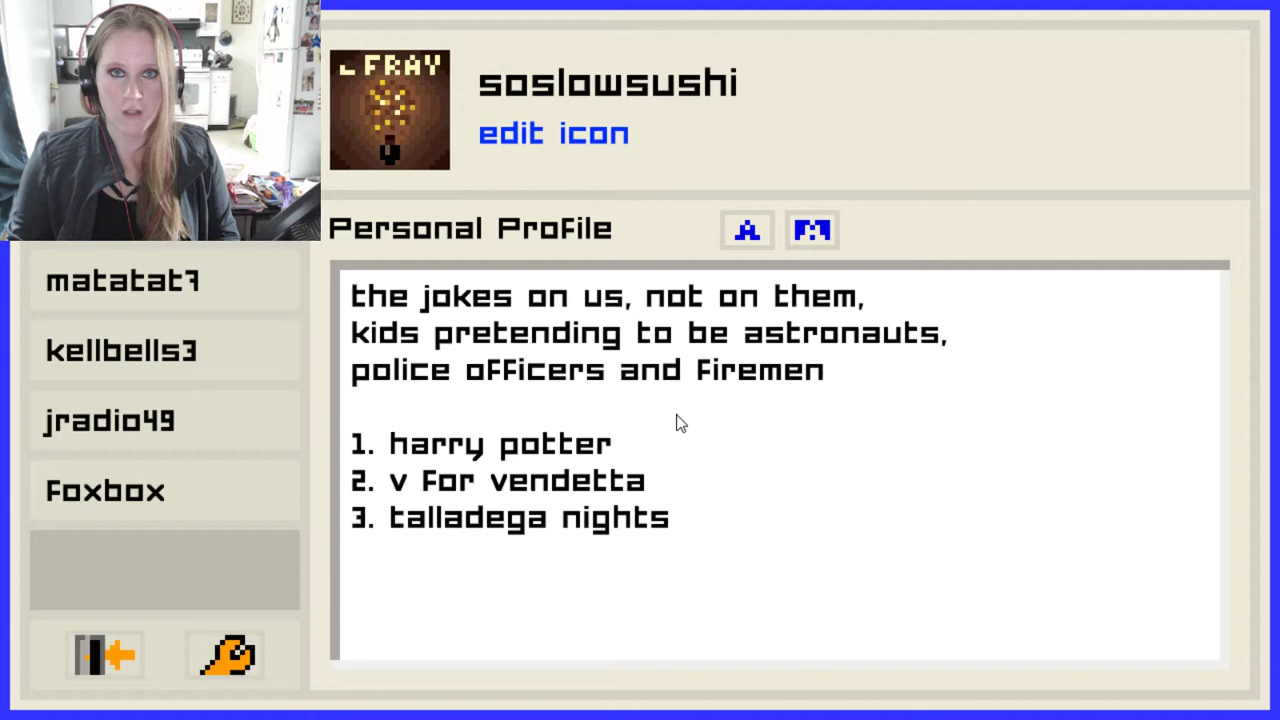 FRAY
soslowsushi
edit icon
Personal Profile
A
M
matatat7
kellbells3
jradio49
Foxbox
the jokes on us, not on them,
kids pretending to be astronauts,
police officers and firemen
1. harry potter
2. v for vendetta
3. talladega nights